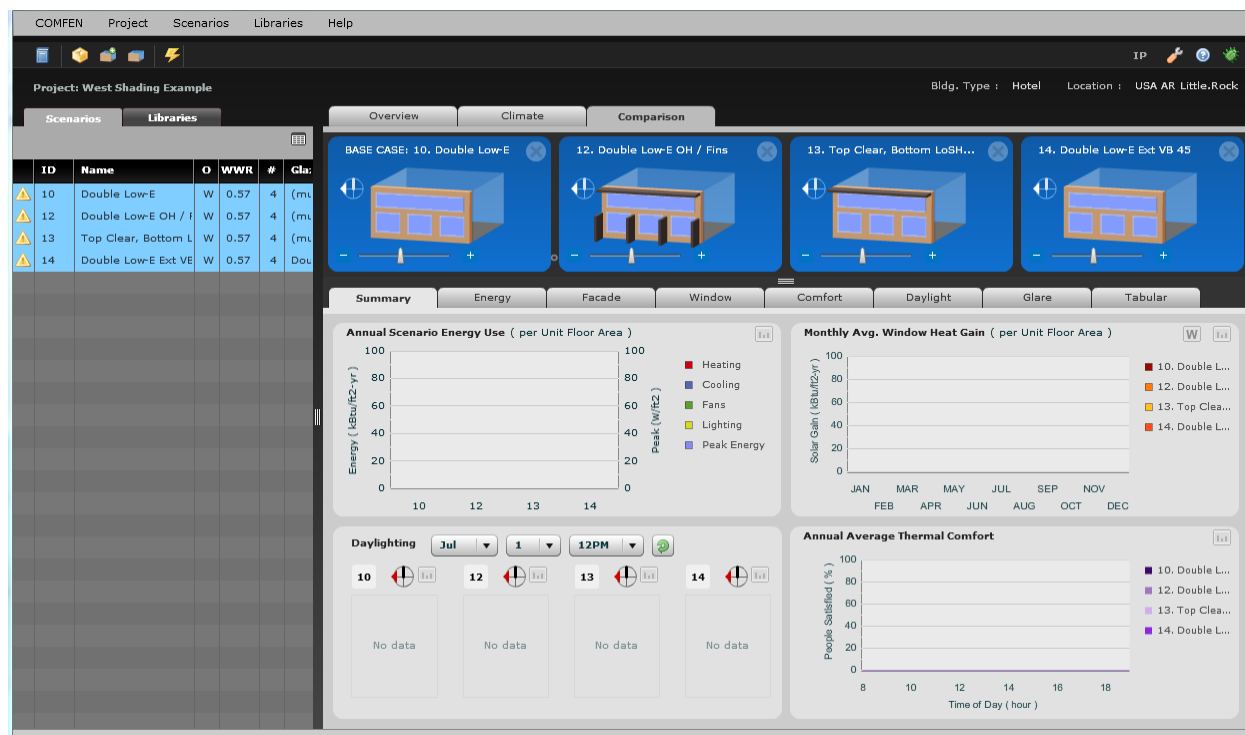 COMFEN Project Scenarios Libraries Help
IP
Project: West Shading Example
Bldg. Type : Hotel Location : USA AR Little.Rock
Scenarios Libraries
Overview Climate Comparison
ID Name O WWR # Gla:
10 Double Low-E W 0.57 4 (mu
12 Double Low-E OH / F W 0.57 4 (mu
13 Top Clear, Bottom L W 0.57 4 (mu
14 Double Low-E Ext VE W 0.57 4 Dou
BASE CASE: 10. Double Low-E
12. Double Low-E OH / Fins
13. Top Clear, Bottom LoSH...
14. Double Low-E Ext VB 45
- + - + - + - +
Summary Energy Facade Window Comfort Daylight Glare Tabular
Annual Scenario Energy Use ( per Unit Floor Area )
Energy ( kBtu/ft2-yr )
100 80 60 40 20 0
100 80 60 40 20 0
Peak (W/ft2 )
10 12 13 14
Heating
Cooling
Fans
Lighting
Peak Energy
Monthly Avg. Window Heat Gain ( per Unit Floor Area )
W
Solar Gain ( kBtu/ft2-yr )
100 80 60 40 20 0
JAN MAR MAY JUL SEP NOV
FEB APR JUN AUG OCT DEC
10. Double L...
12. Double L...
13. Top Clea...
14. Double L...
Daylighting Jul 1 12PM
10 12 13 14
No data No data No data No data
Annual Average Thermal Comfort
People Satisfied ( % )
100 80 60 40 20 0
8 10 12 14 16 18
Time of Day ( hour )
10. Double L...
12. Double L...
13. Top Clea...
14. Double L...